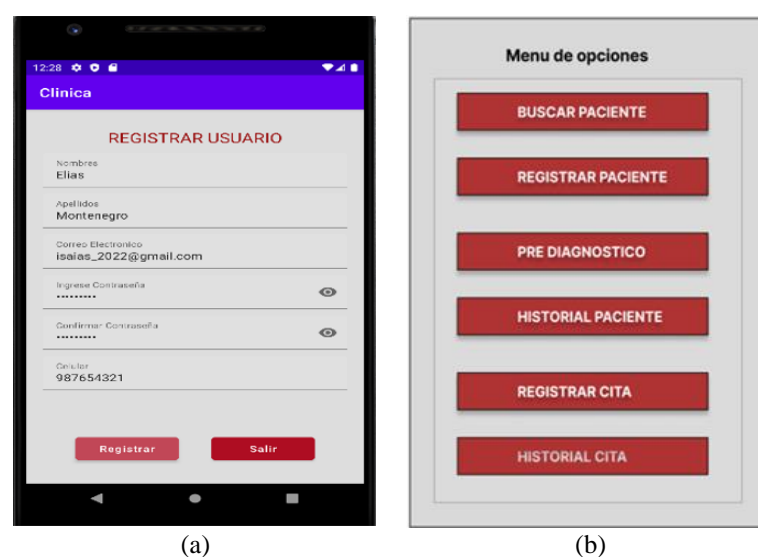 12:28
Clinica
REGISTRAR USUARIO
Nombres
Elias
Apellidos
Montenegro
Correo Electronico
isaias_2022@gmail.com
Ingrese Contraseña
•••••••••
Confirmar Contraseña
•••••••••
Celular
987654321
Registrar Salir
(a)
Menu de opciones
BUSCAR PACIENTE
REGISTRAR PACIENTE
PRE DIAGNOSTICO
HISTORIAL PACIENTE
REGISTRAR CITA
HISTORIAL CITA
(b)